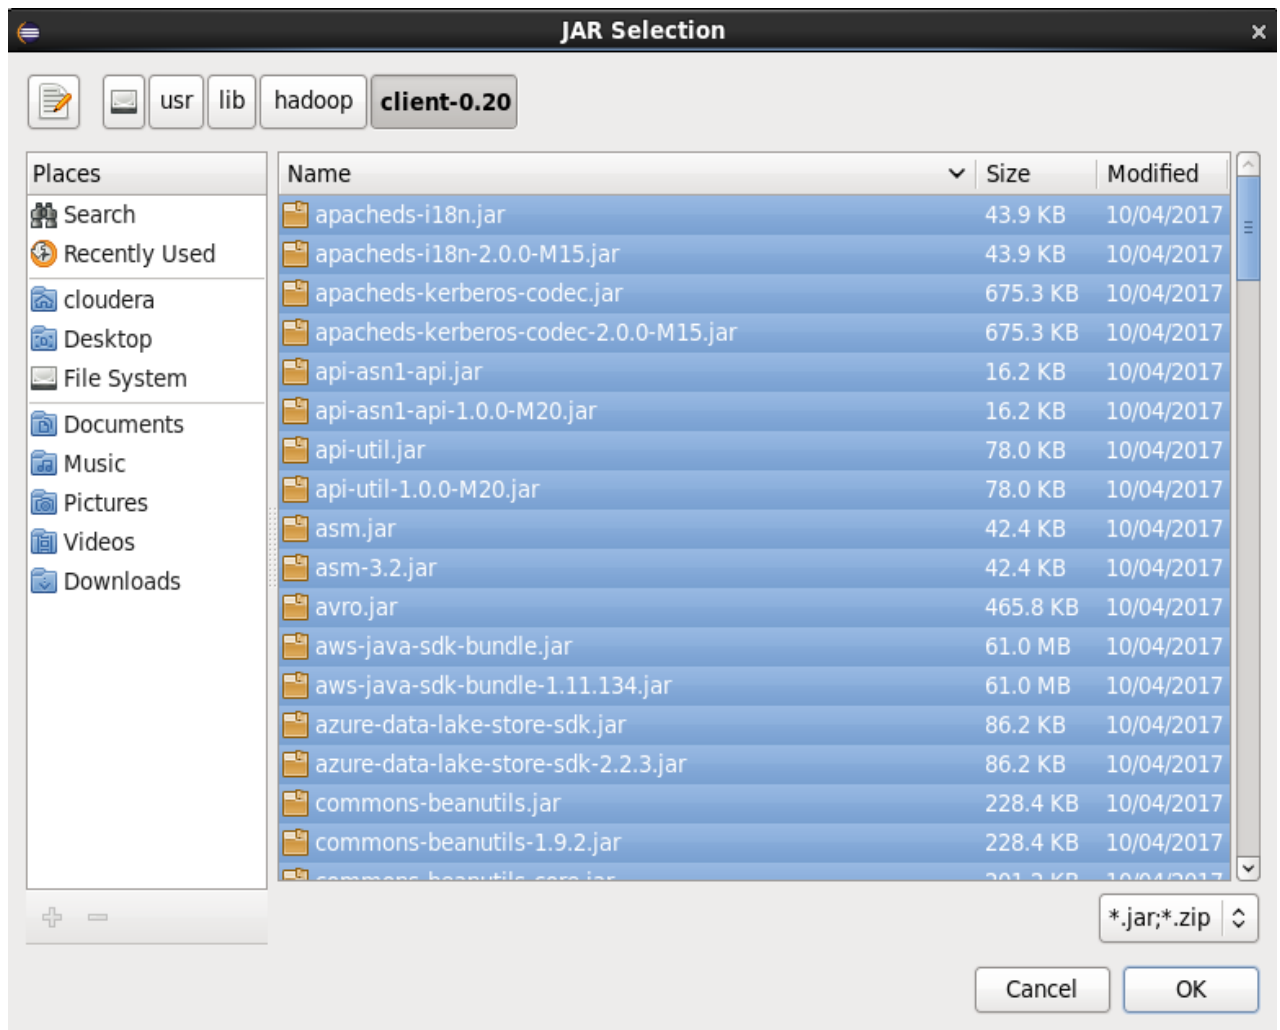 JAR Selection
usr lib hadoop client-0.20
Places
Search
Recently Used
cloudera
Desktop
File System
Documents
Music
Pictures
Videos
Downloads
Name Size Modified
apacheds-i18n.jar 43.9 KB 10/04/2017
apacheds-i18n-2.0.0-M15.jar 43.9 KB 10/04/2017
apacheds-kerberos-codec.jar 675.3 KB 10/04/2017
apacheds-kerberos-codec-2.0.0-M15.jar 675.3 KB 10/04/2017
api-asn1-api.jar 16.2 KB 10/04/2017
api-asn1-api-1.0.0-M20.jar 16.2 KB 10/04/2017
api-util.jar 78.0 KB 10/04/2017
api-util-1.0.0-M20.jar 78.0 KB 10/04/2017
asm.jar 42.4 KB 10/04/2017
asm-3.2.jar 42.4 KB 10/04/2017
avro.jar 465.8 KB 10/04/2017
aws-java-sdk-bundle.jar 61.0 MB 10/04/2017
aws-java-sdk-bundle-1.11.134.jar 61.0 MB 10/04/2017
azure-data-lake-store-sdk.jar 86.2 KB 10/04/2017
azure-data-lake-store-sdk-2.2.3.jar 86.2 KB 10/04/2017
commons-beanutils.jar 228.4 KB 10/04/2017
commons-beanutils-1.9.2.jar 228.4 KB 10/04/2017
commons-beanutils-core.jar 201.2 KB 10/04/2017
*.jar;*.zip
Cancel OK